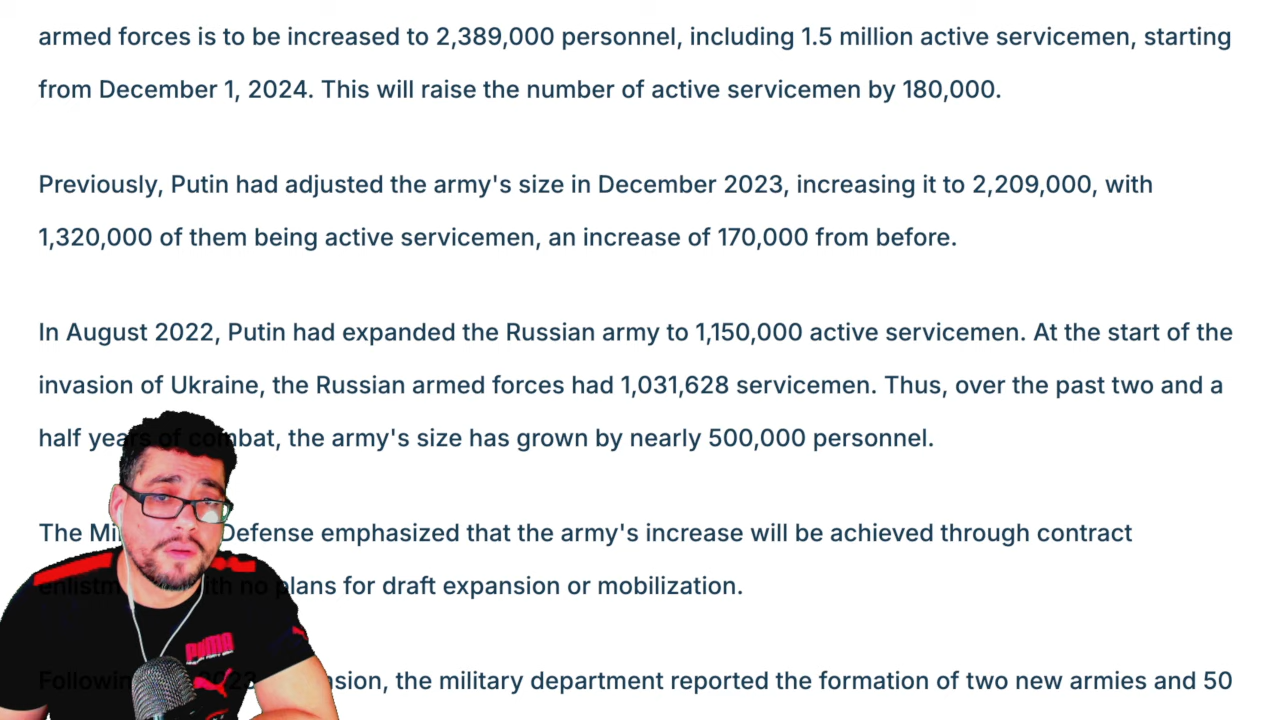 armed forces is to be increased to 2,389,000 personnel, including 1.5 million active servicemen, starting
from December 1, 2024. This will raise the number of active servicemen by 180,000.
Previously, Putin had adjusted the army's size in December 2023, increasing it to 2,209,000, with
1,320,000 of them being active servicemen, an increase of 170,000 from before.
In August 2022, Putin had expanded the Russian army to 1,150,000 active servicemen. At the start of the
invasion of Ukraine, the Russian armed forces had 1,031,628 servicemen. Thus, over the past two and a
half years of combat, the army's size has grown by nearly 500,000 personnel.
The Defense emphasized that the army's increase will be achieved through contract
no plans for draft expansion or mobilization.
the military department reported the formation of two new armies and 50
PUMA